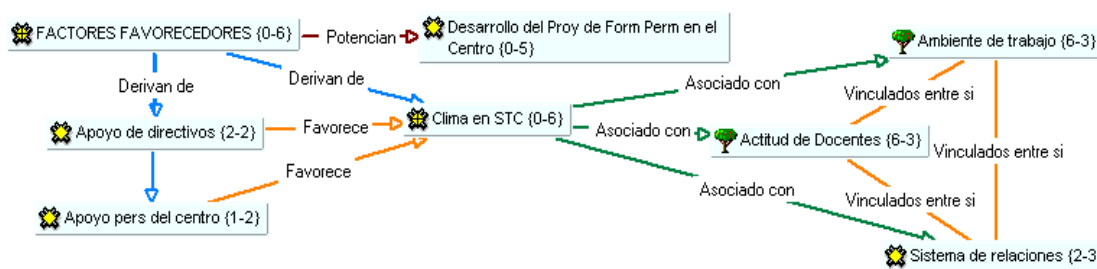 FACTORES FAVORECEDORES {0-6}
Potencian
Desarrollo del Proy de Form Perm en el
Centro {0-5}
Ambiente de trabajo {6-3}
Derivan de
Derivan de
Asociado con
Vinculados entre si
Apoyo de directivos {2-2}
Favorece
Clima en STC {0-6}
Asociado con
Actitud de Docentes {6-3}
Vinculados entre si
Favorece
Asociado con
Vinculados entre si
Apoyo pers del centro {1-2}
Sistema de relaciones {2-3